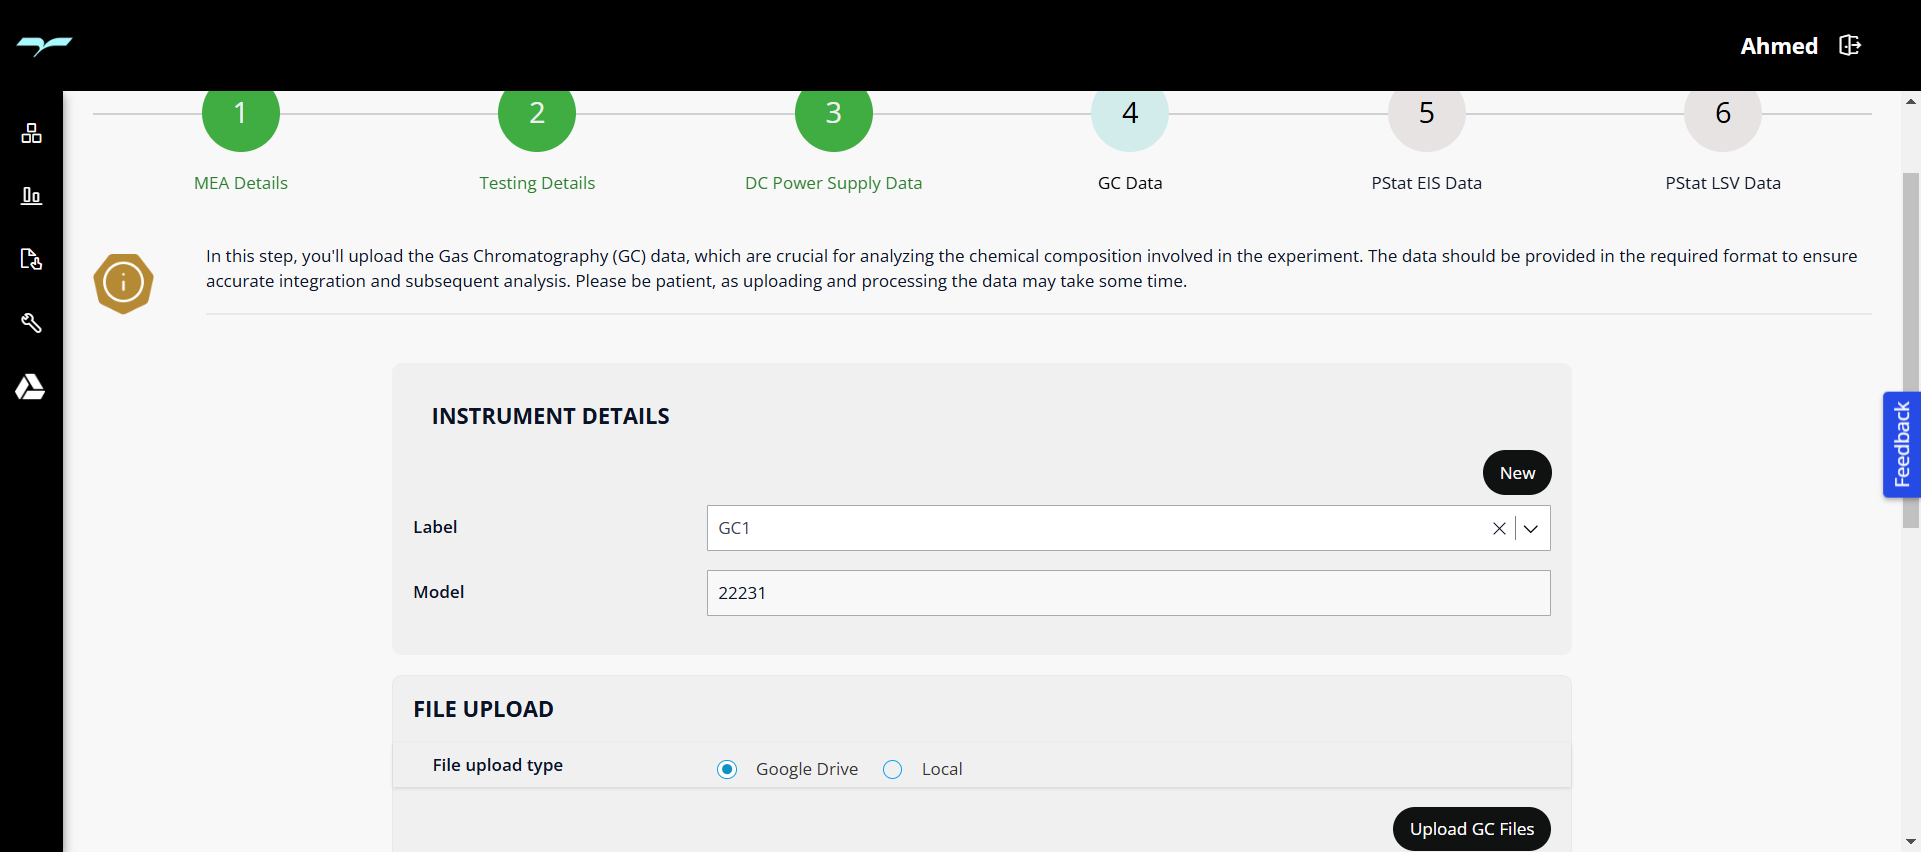 Ahmed
1 2 3 4 5 6
MEA Details Testing Details DC Power Supply Data GC Data PStat EIS Data PStat LSV Data
In this step, you'll upload the Gas Chromatography (GC) data, which are crucial for analyzing the chemical composition involved in the experiment. The data should be provided in the required format to ensure
accurate integration and subsequent analysis. Please be patient, as uploading and processing the data may take some time.
INSTRUMENT DETAILS
New
Label GC1
Model 22231
FILE UPLOAD
File upload type Google Drive Local
Upload GC Files
Feedback